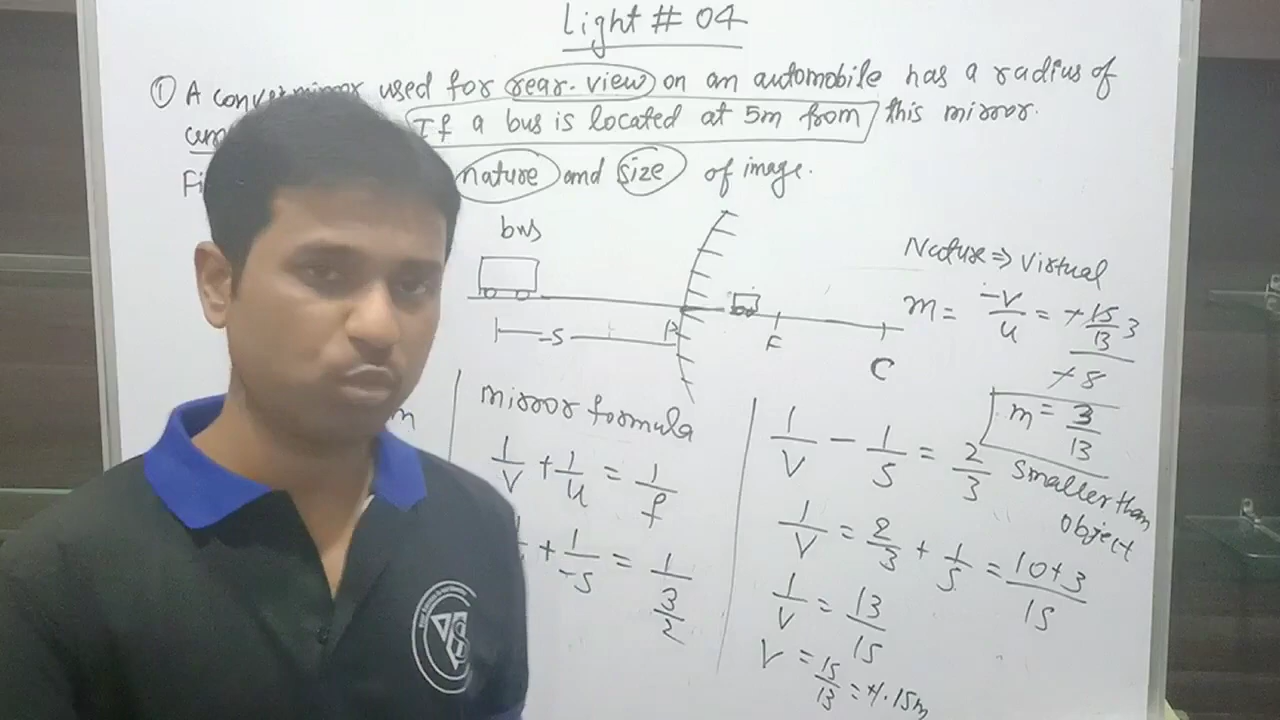 Light # 04
① A convex mirror used for rear-view on an automobile has a radius of
If a bus is located at 5m from this mirror.
nature and size of image.
bus
-5
P
F
C
Nature ⇒ Virtual
m = -v/u = +15/13 3
+8
m = 3/13
Smaller than
object
m
mirror formula
1/v + 1/u = 1/f
+ 1/-5 = 1/3/2
1/v - 1/5 = 2/3
1/v = 2/3 + 1/5 = 10+3/15
1/v = 13/15
V = 15/13 = +1.15m